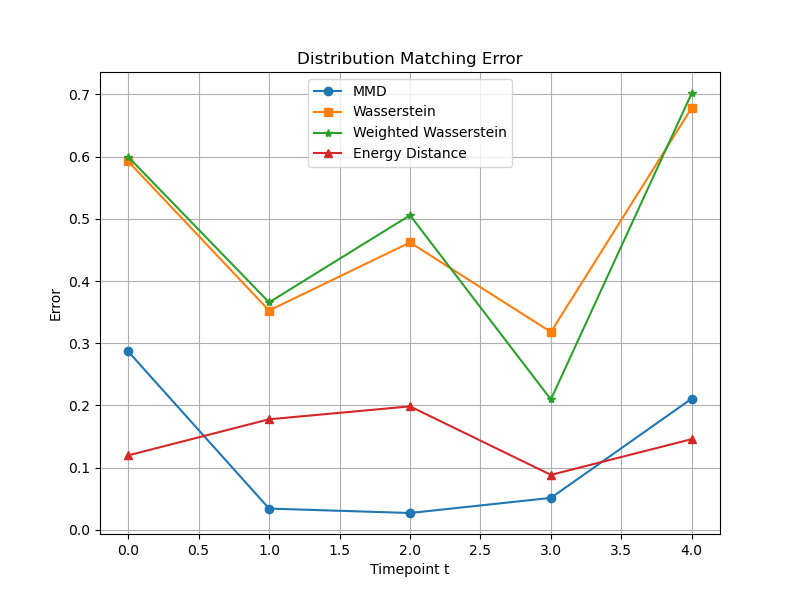 Distribution Matching Error
MMD
Wasserstein
Weighted Wasserstein
Energy Distance
Error
0.7
0.6
0.5
0.4
0.3
0.2
0.1
0.0
0.0 0.5 1.0 1.5 2.0 2.5 3.0 3.5 4.0
Timepoint t